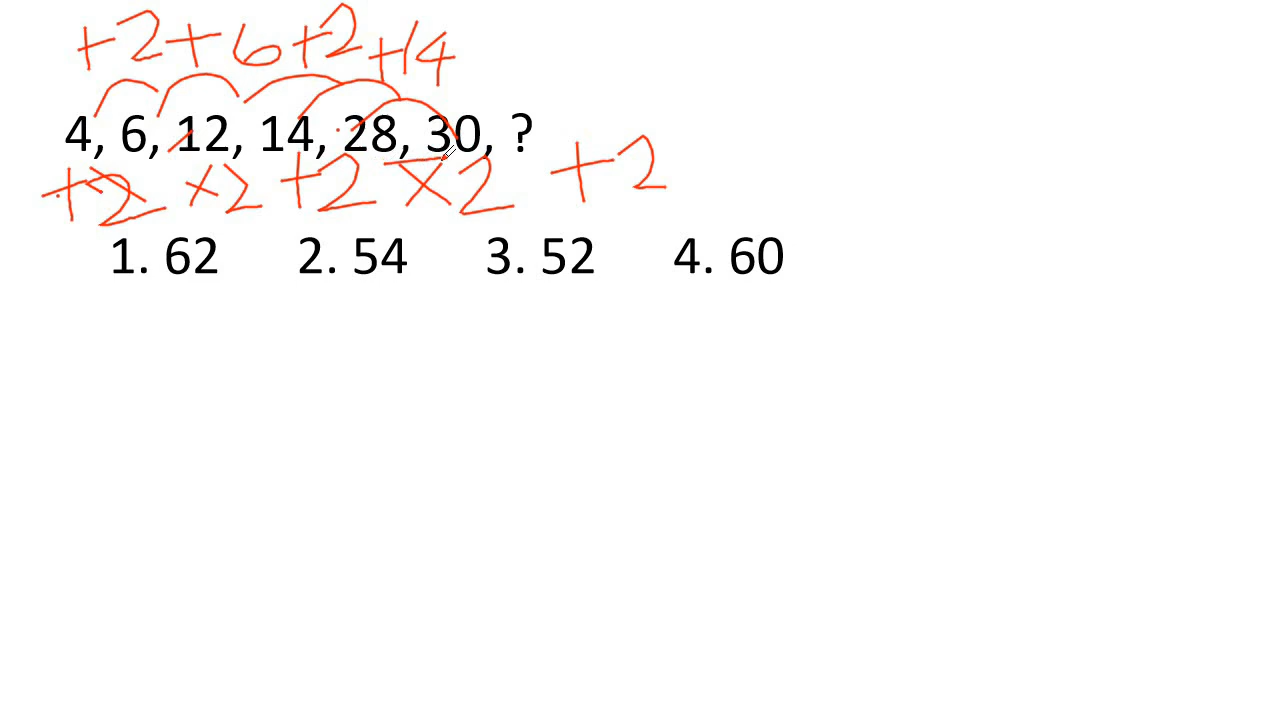 +2 +6 +2 +14
4, 6, 12, 14, 28, 30, ?
+2 ×2 +2 ×2 +2
1. 62 2. 54 3. 52 4. 60